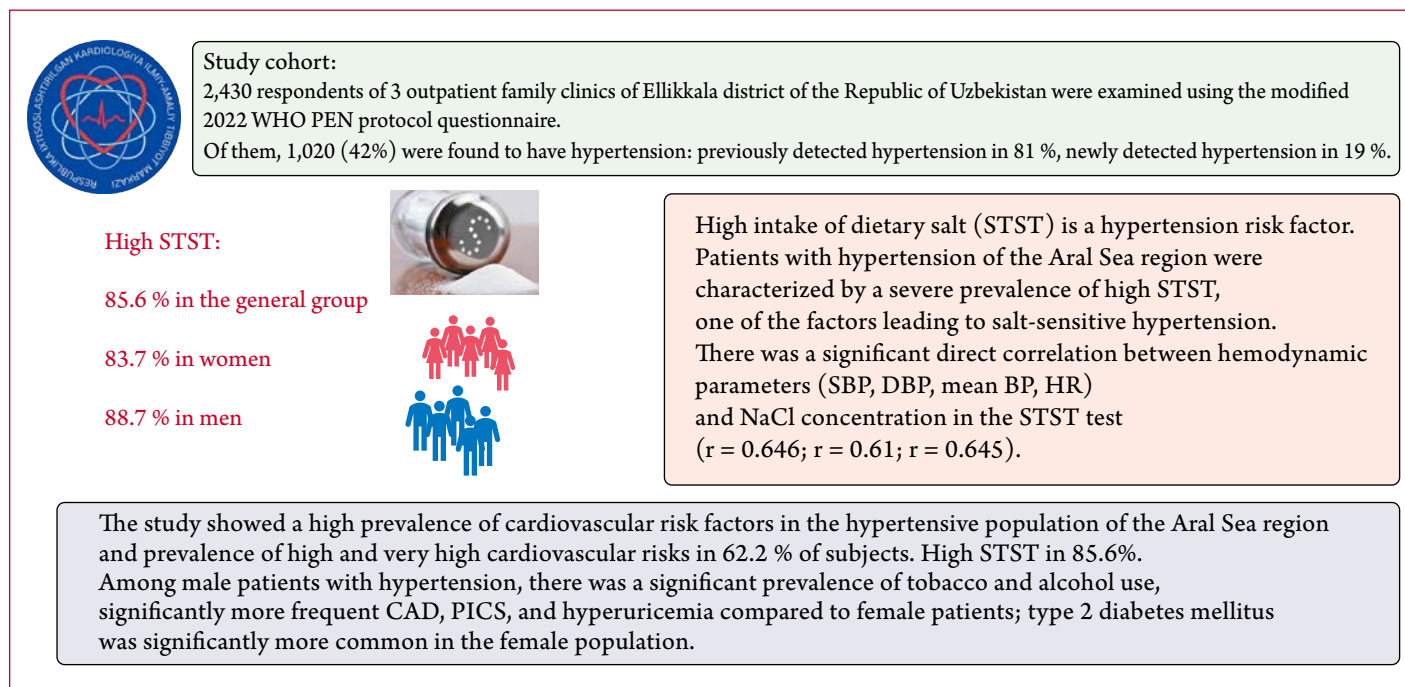 RESPUBLIKA IXTISOSLASHTIRILGAN KARDIOLOGIYA ILMIY-AMALIY TIBBIYOT MARKAZI
Study cohort:
2,430 respondents of 3 outpatient family clinics of Ellikkala district of the Republic of Uzbekistan were examined using the modified
2022 WHO PEN protocol questionnaire.
Of them, 1,020 (42%) were found to have hypertension: previously detected hypertension in 81 %, newly detected hypertension in 19 %.
High STST:
85.6 % in the general group
83.7 % in women
88.7 % in men
High intake of dietary salt (STST) is a hypertension risk factor.
Patients with hypertension of the Aral Sea region were
characterized by a severe prevalence of high STST,
one of the factors leading to salt-sensitive hypertension.
There was a significant direct correlation between hemodynamic
parameters (SBP, DBP, mean BP, HR)
and NaCl concentration in the STST test
(r = 0.646; r = 0.61; r = 0.645).
The study showed a high prevalence of cardiovascular risk factors in the hypertensive population of the Aral Sea region
and prevalence of high and very high cardiovascular risks in 62.2 % of subjects. High STST in 85.6%.
Among male patients with hypertension, there was a significant prevalence of tobacco and alcohol use,
significantly more frequent CAD, PICS, and hyperuricemia compared to female patients; type 2 diabetes mellitus
was significantly more common in the female population.